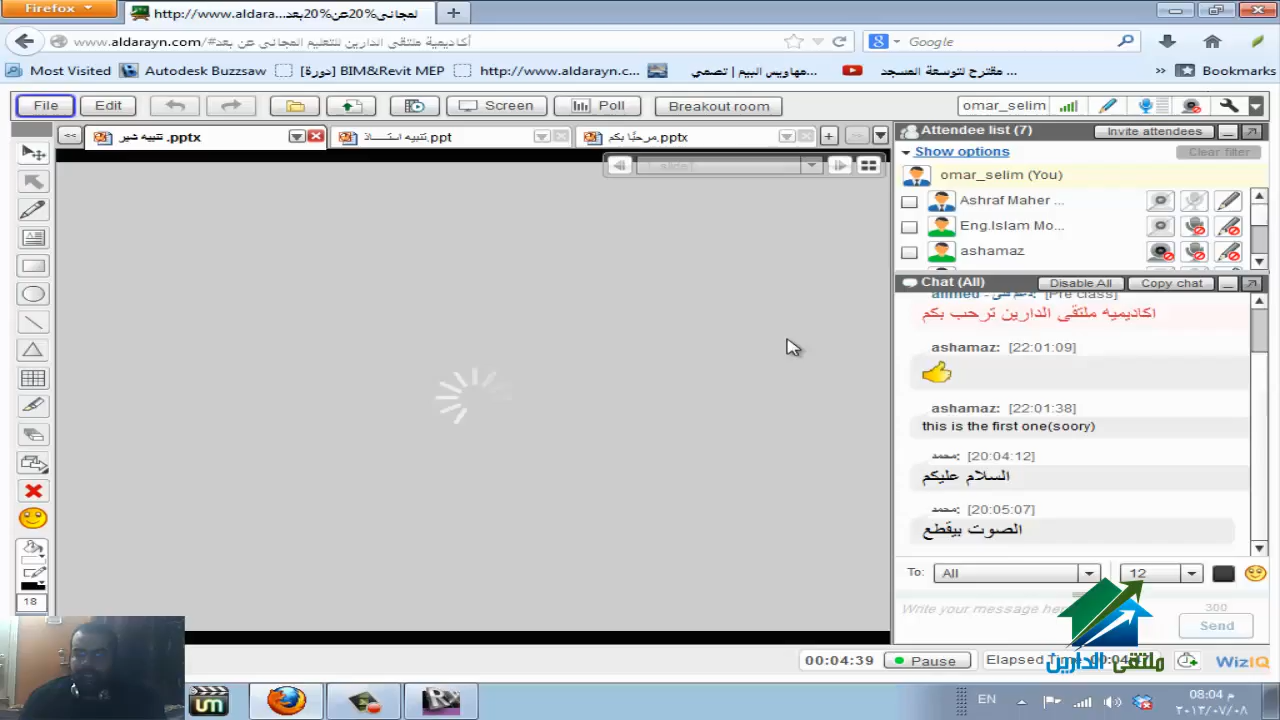 Firefox
http://www.aldara...لمجانى%20عن%20بعد
www.aldarayn.com/#أكاديمية ملتقى الدارين للتعليم المجانى عن بعد
Google
Most Visited
Autodesk Buzzsaw
[دورة] BIM&Revit MEP
http://www.aldarayn.c...
...مهاويس البيم | تصمي
... مقترح لتوسعة المسجد
Bookmarks
File
Edit
Screen
Poll
Breakout room
omar_selim
تنبيه شير.pptx
تنبيه استـــاذ.ppt
مرحبًا بكم.pptx
Attendee list (7)
Invite attendees
Show options
Clear filter
omar_selim (You)
Ashraf Maher ...
Eng.Islam Mo...
ashamaz
Chat (All)
Disable All
Copy chat
[Pre class]
اكاديميه ملتقى الدارين ترحب بكم
ashamaz: [22:01:09]
ashamaz: [22:01:38]
this is the first one(soory)
محمد: [20:04:12]
السلام عليكم
محمد: [20:05:07]
الصوت بيقطع
To:
All
12
Write your message here
300
Send
18
00:04:39
Pause
Elapsed Time:
ملتقى الدارين
WizIQ
um
EN
08:04 م
٢٠١٣/٠٧/٠٨